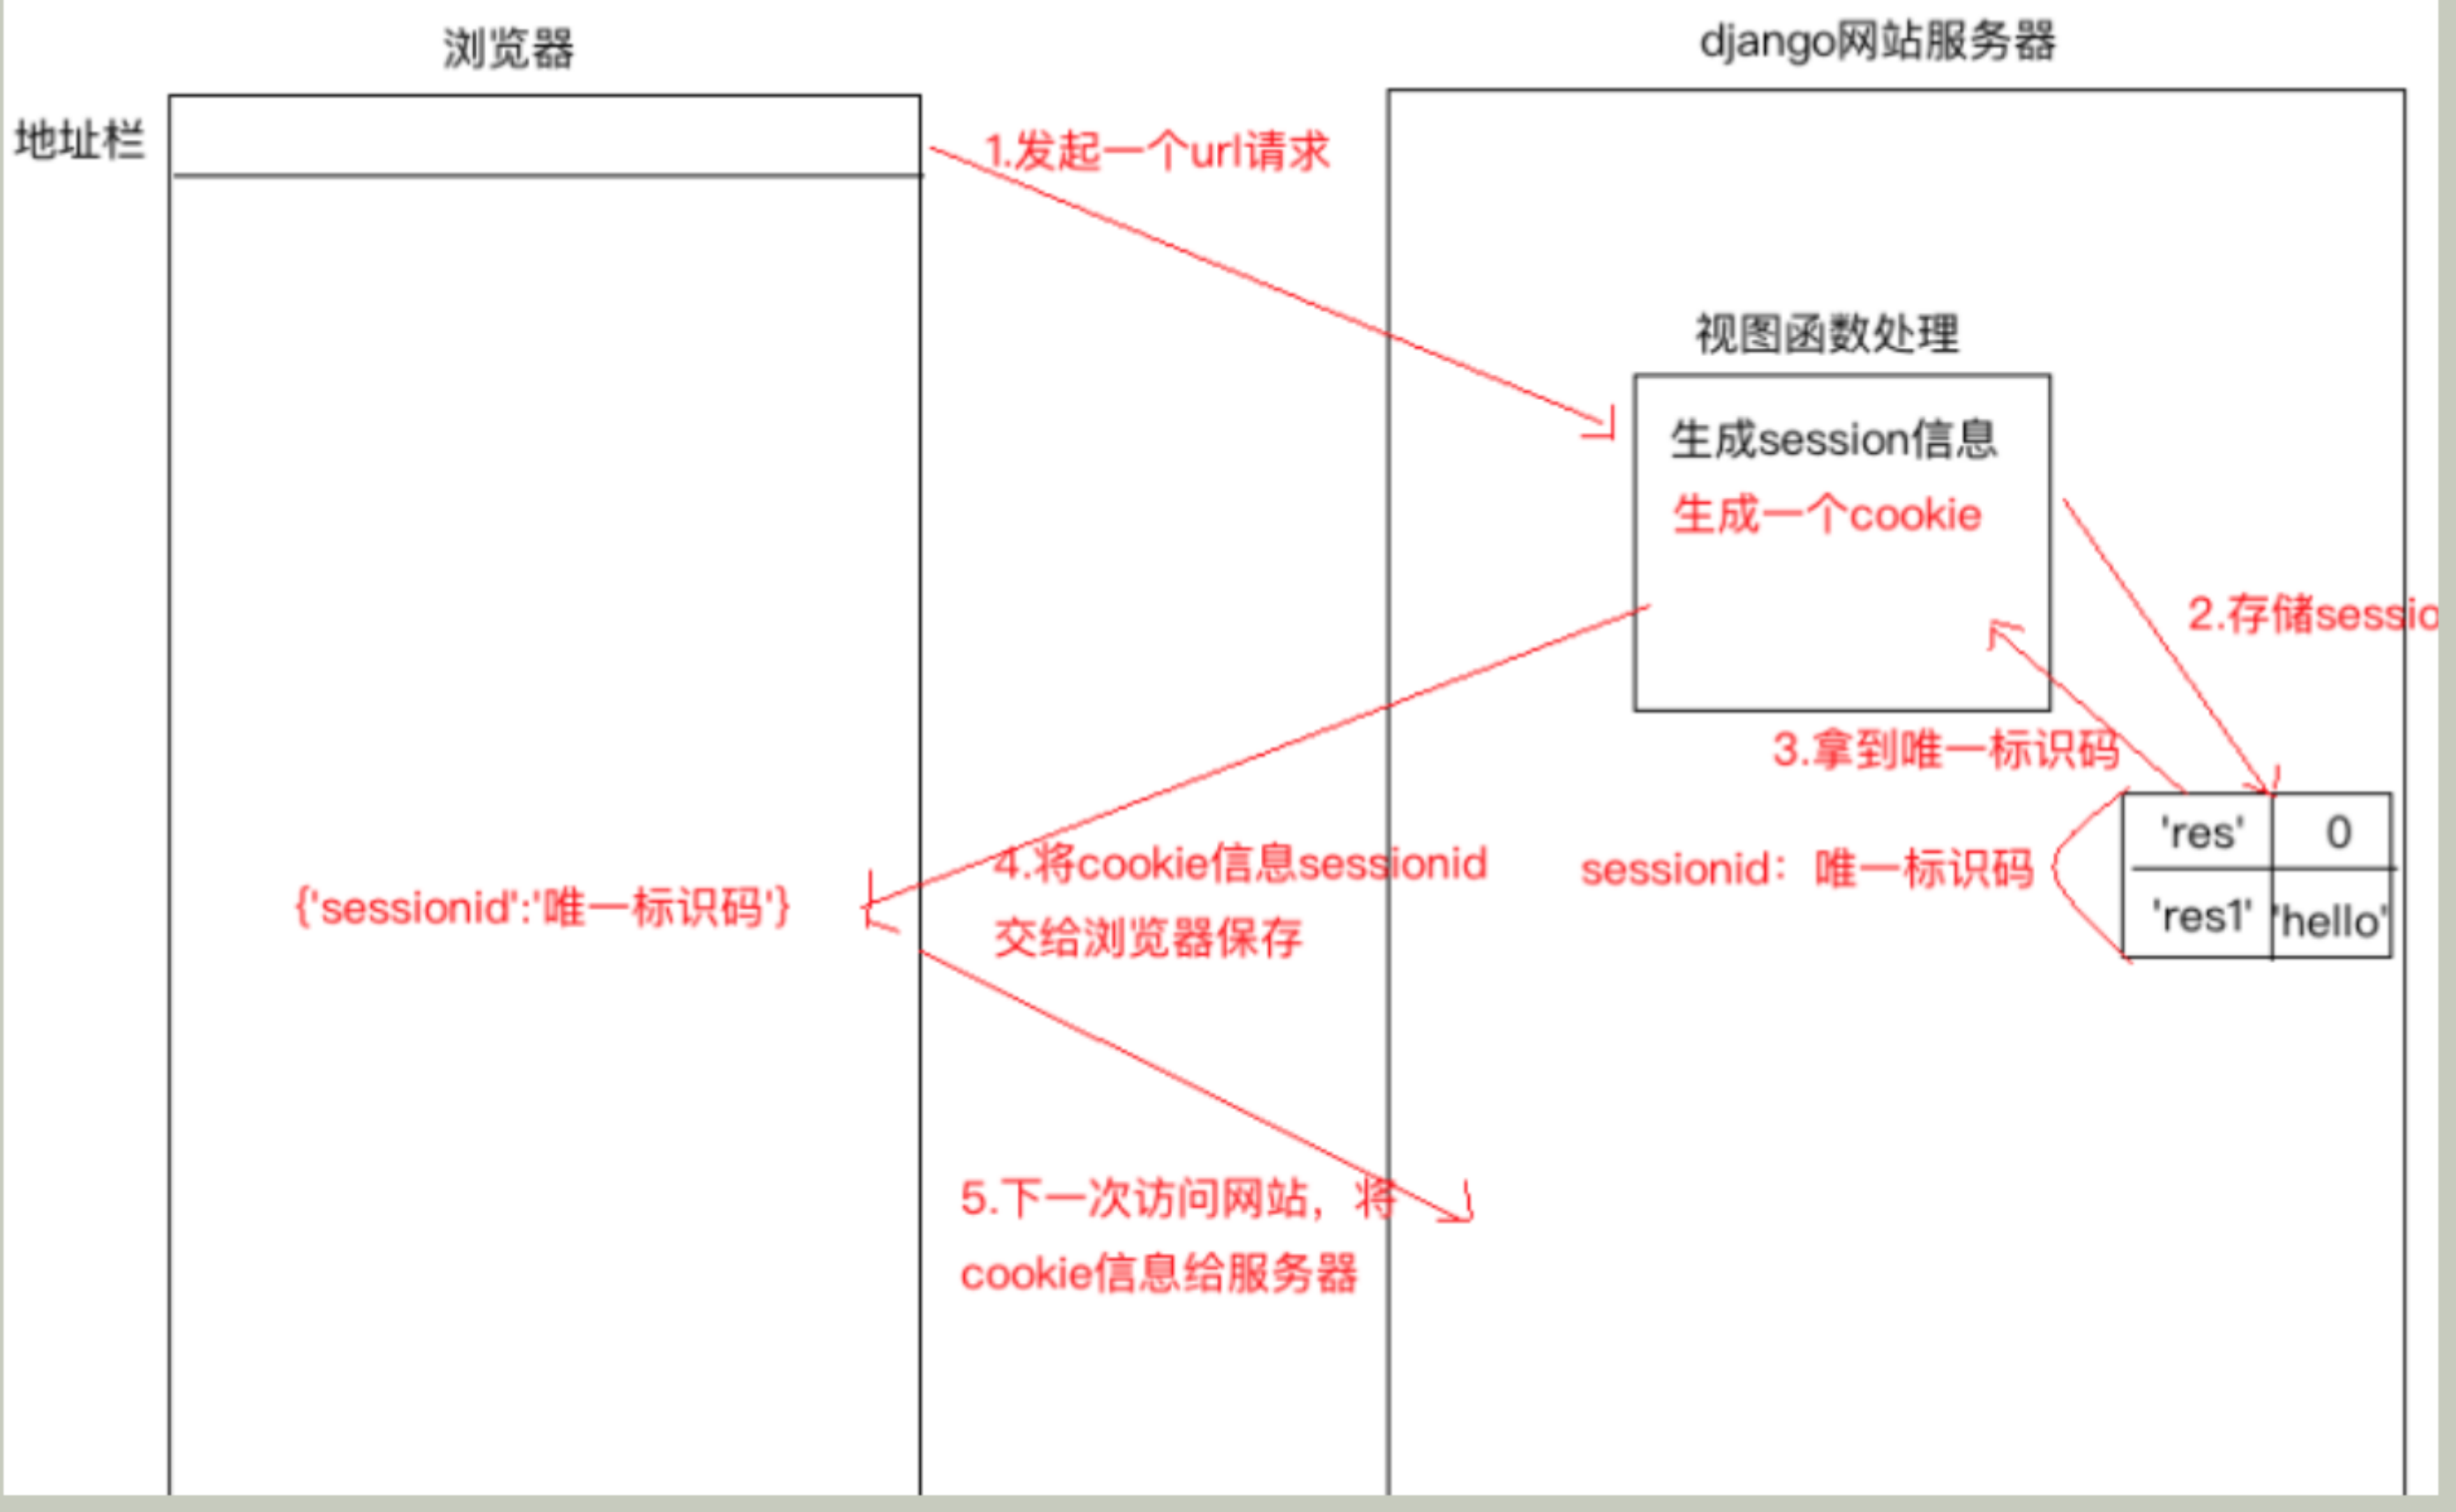 浏览器
django网站服务器
地址栏
1.发起一个url请求
视图函数处理
生成session信息
生成一个cookie
2.存储sessio
3.拿到唯一标识码
'res' 0
4.将cookie信息sessionid
交给浏览器保存
sessionid：唯一标识码
{'sessionid':'唯一标识码'}
'res1' 'hello'
5.下一次访问网站，将
cookie信息给服务器